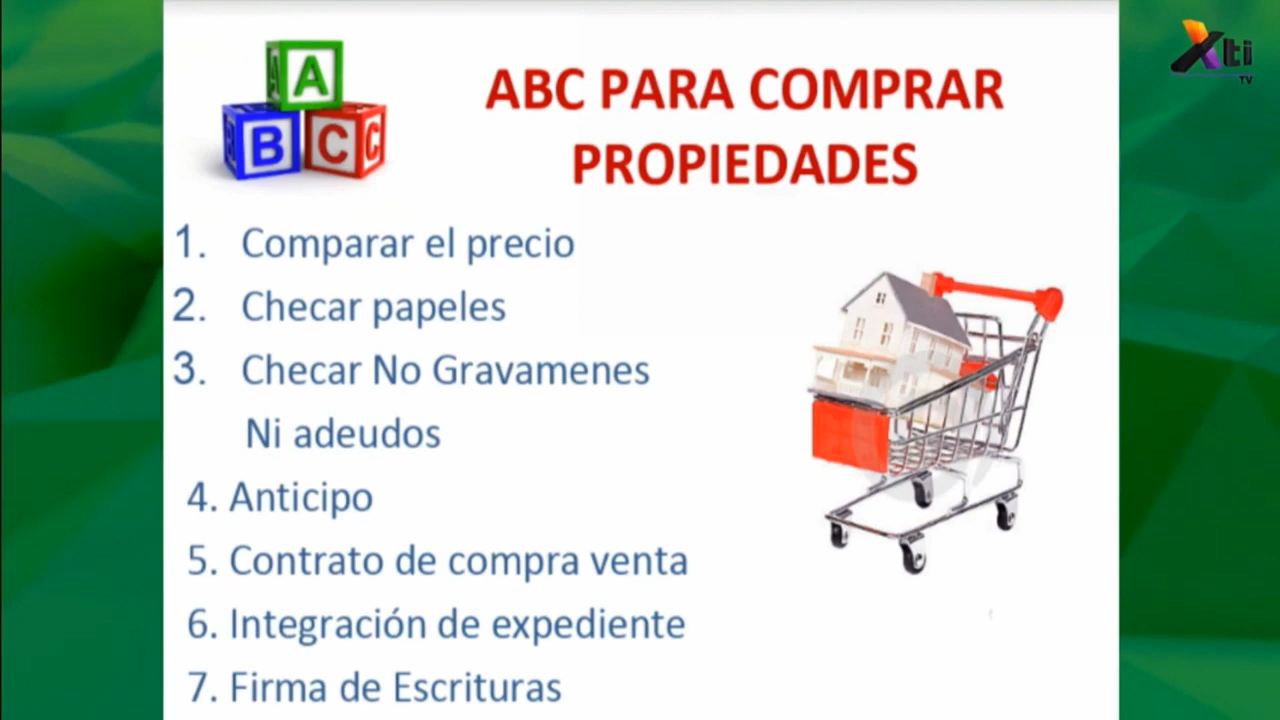 A
B
C
C
ABC PARA COMPRAR
PROPIEDADES
Xti
TV
1. Comparar el precio
2. Checar papeles
3. Checar No Gravamenes
Ni adeudos
4. Anticipo
5. Contrato de compra venta
6. Integración de expediente
7. Firma de Escrituras